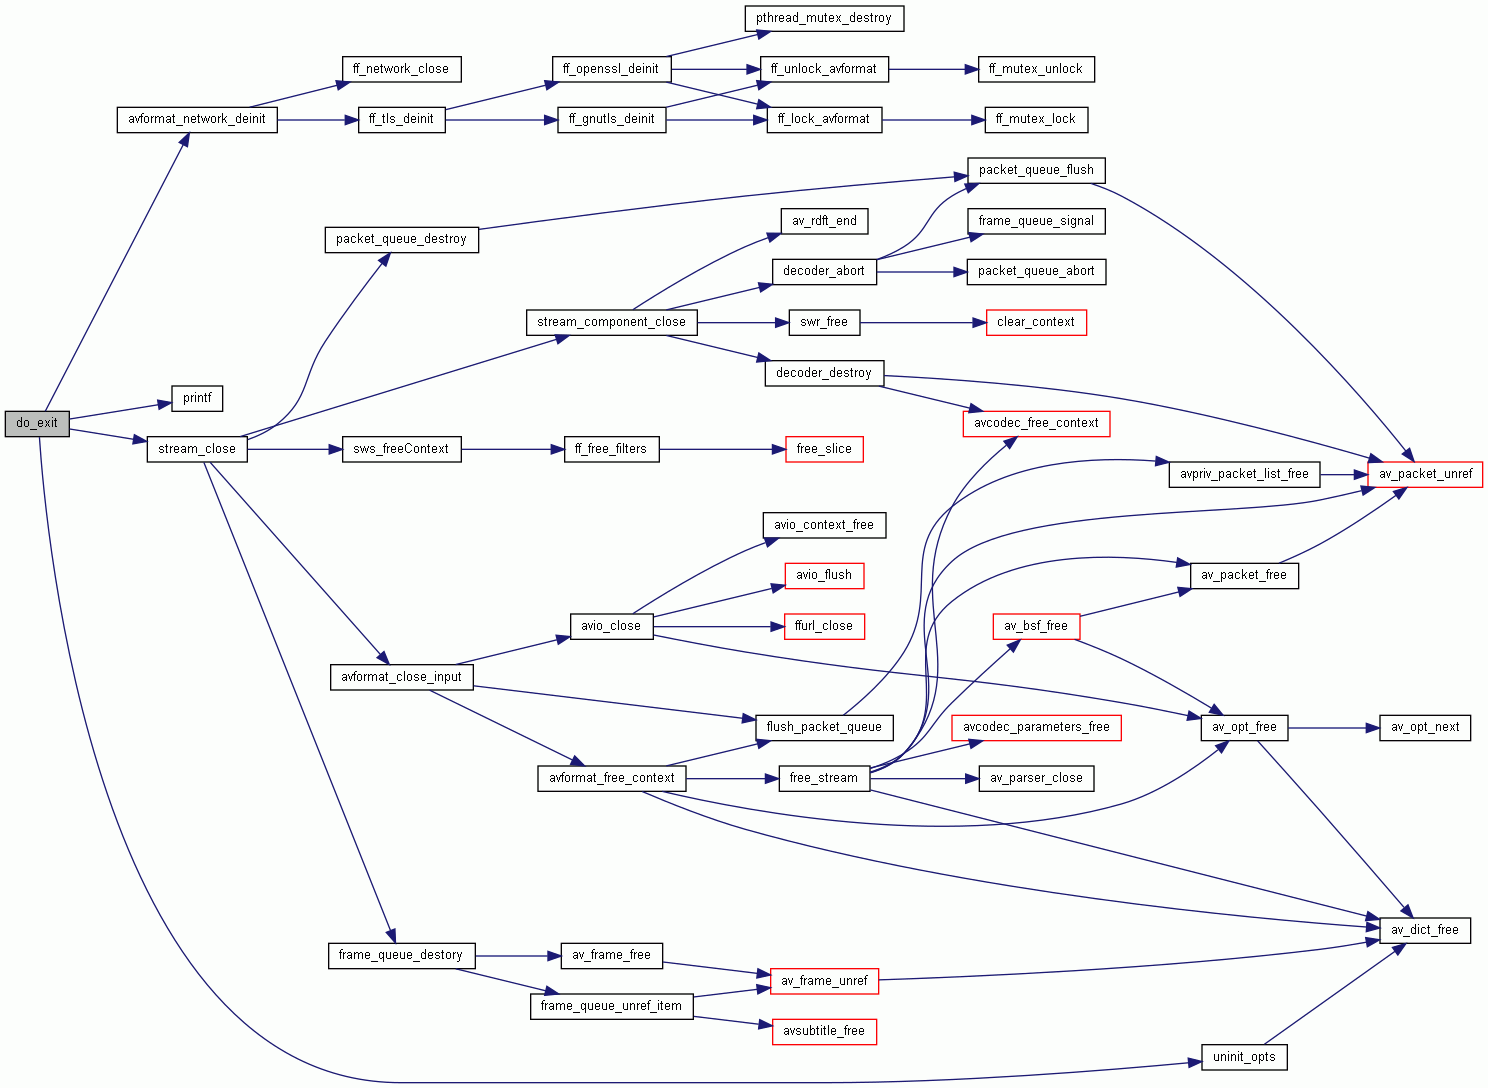 pthread_mutex_destroy
ff_network_close
ff_openssl_deinit
ff_unlock_avformat
ff_mutex_unlock
avformat_network_deinit
ff_tls_deinit
ff_gnutls_deinit
ff_lock_avformat
ff_mutex_lock
packet_queue_flush
av_rdft_end
frame_queue_signal
packet_queue_destroy
decoder_abort
packet_queue_abort
stream_component_close
swr_free
clear_context
decoder_destroy
printf
do_exit
avcodec_free_context
stream_close
sws_freeContext
ff_free_filters
free_slice
avpriv_packet_list_free
av_packet_unref
avio_context_free
avio_flush
av_packet_free
avio_close
ffurl_close
av_bsf_free
avformat_close_input
flush_packet_queue
avcodec_parameters_free
av_opt_free
av_opt_next
avformat_free_context
free_stream
av_parser_close
av_dict_free
frame_queue_destory
av_frame_free
av_frame_unref
frame_queue_unref_item
avsubtitle_free
uninit_opts